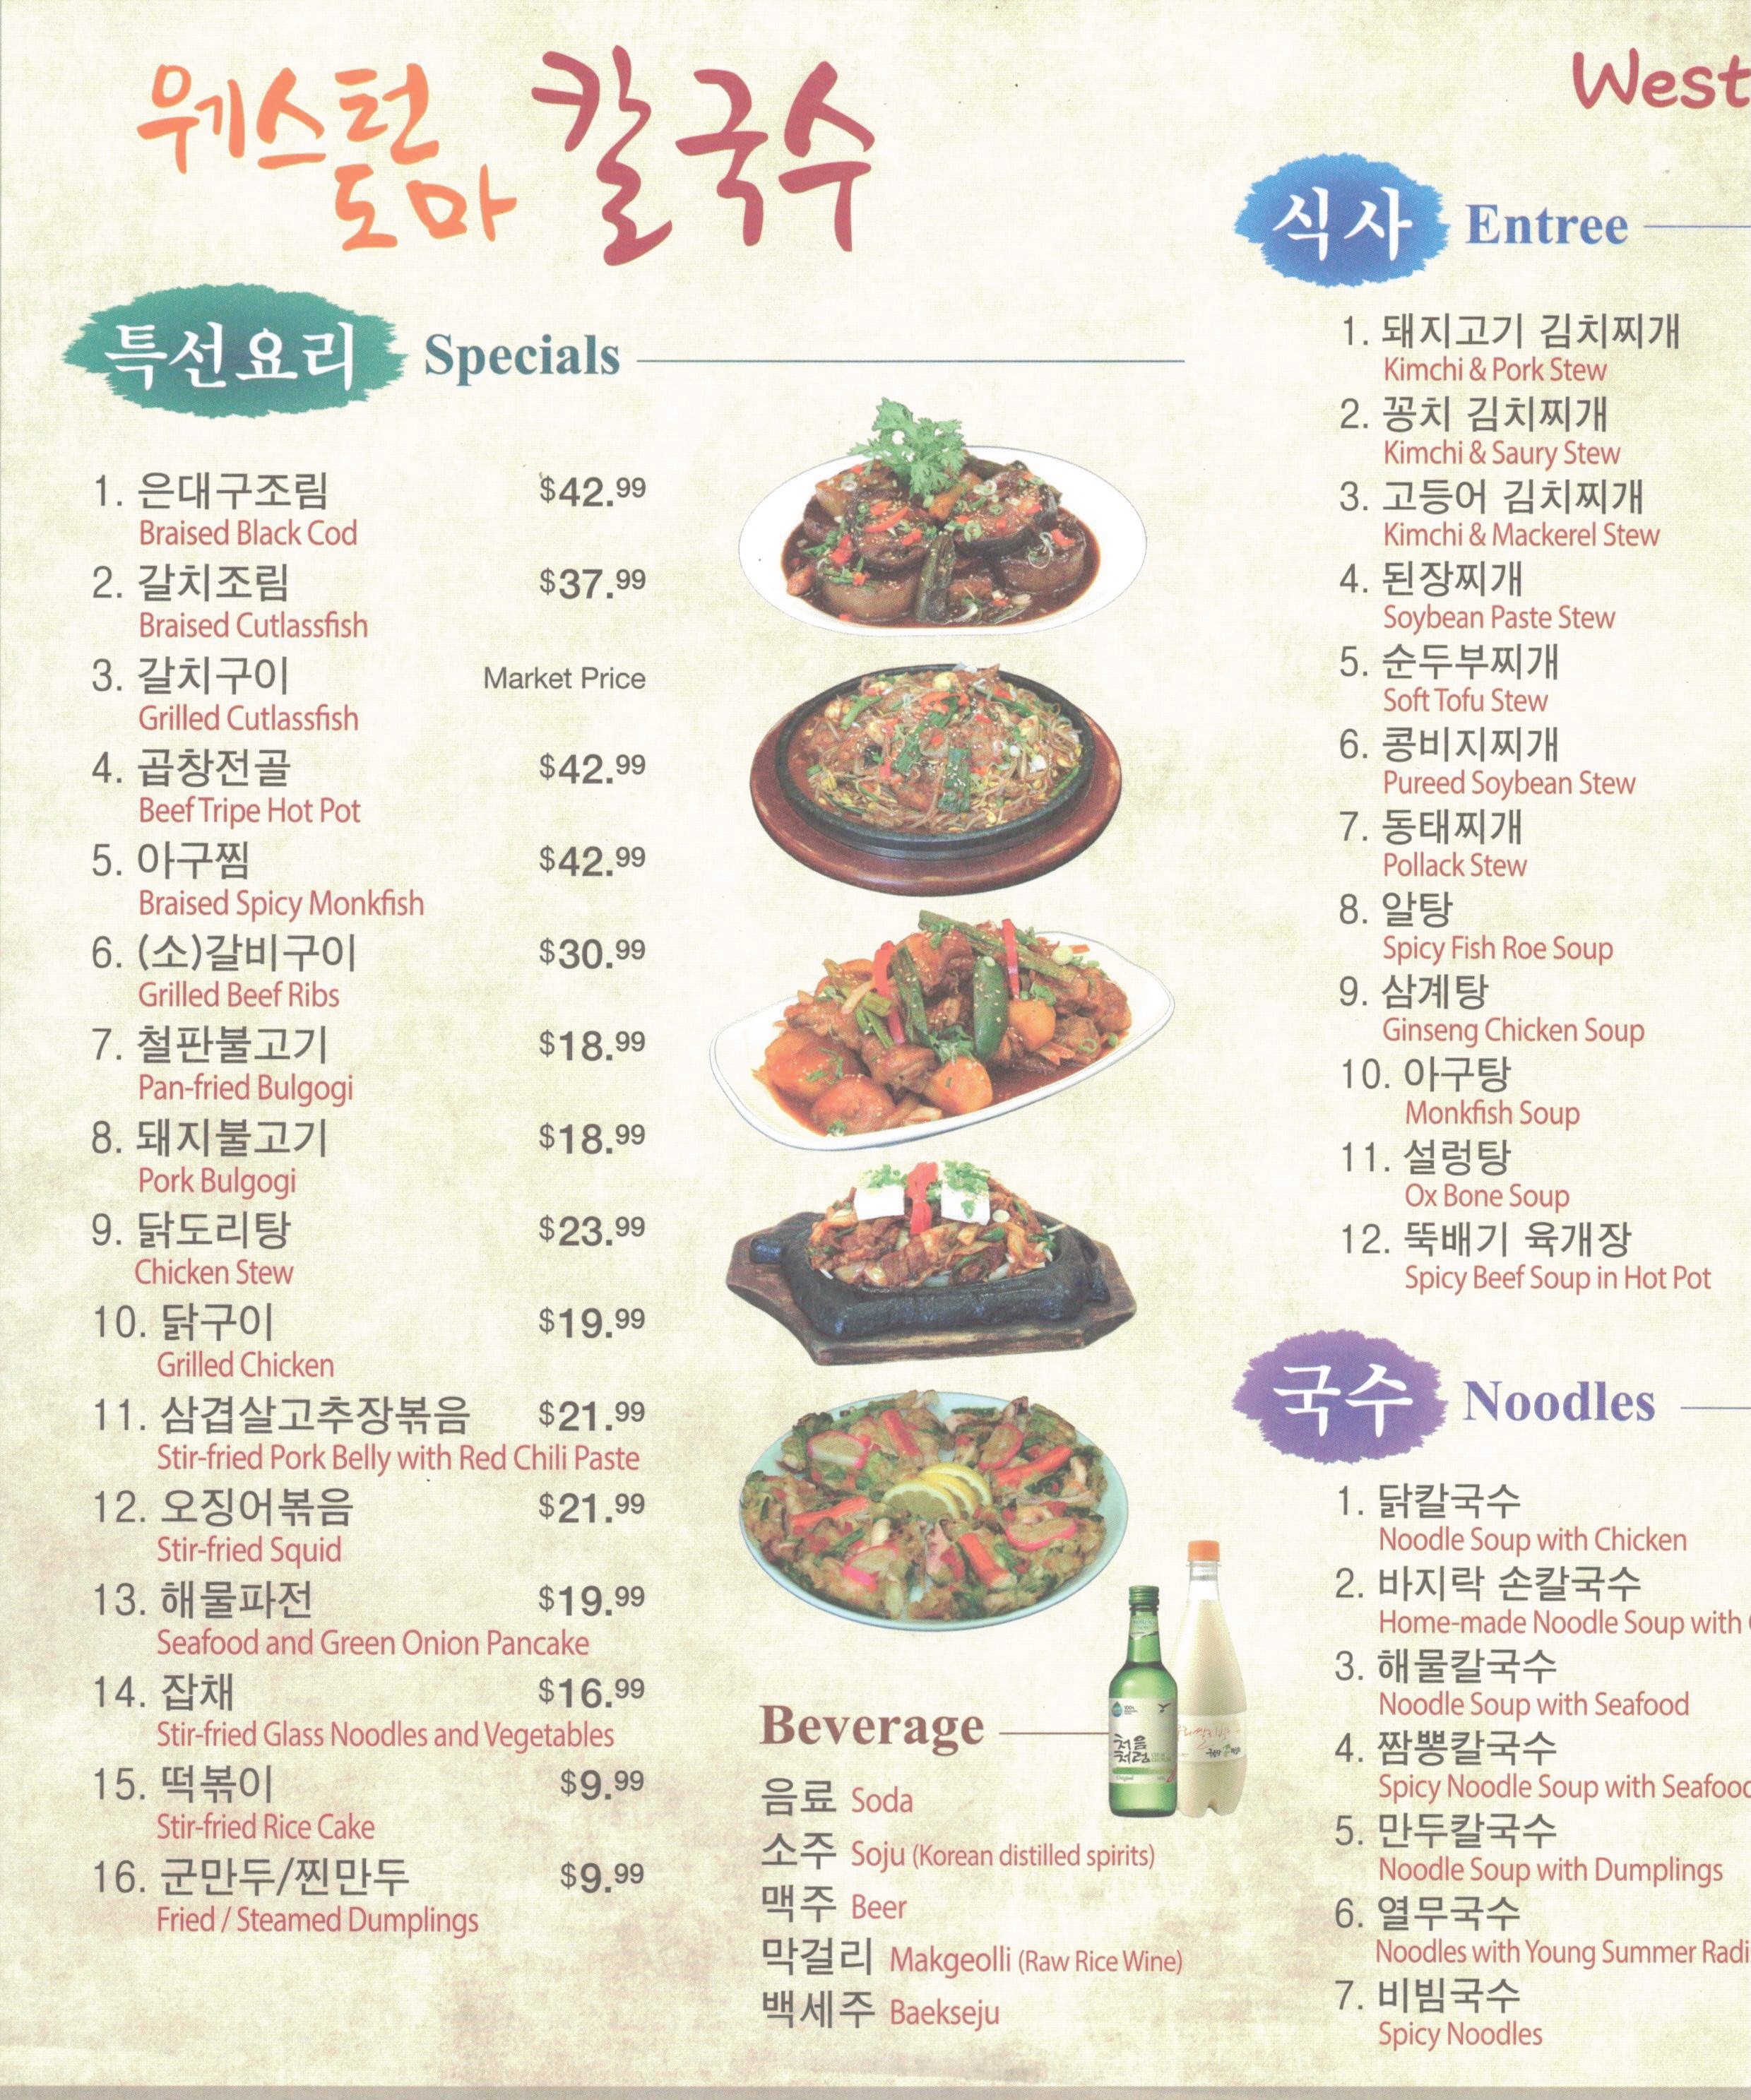 웨스턴
도마
칼국수
특선요리 Specials
1. 은대구조림 $42.99
Braised Black Cod
2. 갈치조림 $37.99
Braised Cutlassfish
3. 갈치구이 Market Price
Grilled Cutlassfish
4. 곱창전골 $42.99
Beef Tripe Hot Pot
5. 아구찜 $42.99
Braised Spicy Monkfish
6. (소)갈비구이 $30.99
Grilled Beef Ribs
7. 철판불고기 $18.99
Pan-fried Bulgogi
8. 돼지불고기 $18.99
Pork Bulgogi
9. 닭도리탕 $23.99
Chicken Stew
10. 닭구이 $19.99
Grilled Chicken
11. 삼겹살고추장볶음 $21.99
Stir-fried Pork Belly with Red Chili Paste
12. 오징어볶음 $21.99
Stir-fried Squid
13. 해물파전 $19.99
Seafood and Green Onion Pancake
14. 잡채 $16.99
Stir-fried Glass Noodles and Vegetables
15. 떡볶이 $9.99
Stir-fried Rice Cake
16. 군만두/찐만두 $9.99
Fried / Steamed Dumplings
Beverage
음료 Soda
소주 Soju (Korean distilled spirits)
맥주 Beer
막걸리 Makgeolli (Raw Rice Wine)
백세주 Baekseju
처음
처럼
West
식사 Entree
1. 돼지고기 김치찌개
Kimchi & Pork Stew
2. 꽁치 김치찌개
Kimchi & Saury Stew
3. 고등어 김치찌개
Kimchi & Mackerel Stew
4. 된장찌개
Soybean Paste Stew
5. 순두부찌개
Soft Tofu Stew
6. 콩비지찌개
Pureed Soybean Stew
7. 동태찌개
Pollack Stew
8. 알탕
Spicy Fish Roe Soup
9. 삼계탕
Ginseng Chicken Soup
10. 아구탕
Monkfish Soup
11. 설렁탕
Ox Bone Soup
12. 뚝배기 육개장
Spicy Beef Soup in Hot Pot
국수 Noodles
1. 닭칼국수
Noodle Soup with Chicken
2. 바지락 손칼국수
Home-made Noodle Soup with
3. 해물칼국수
Noodle Soup with Seafood
4. 짬뽕칼국수
Spicy Noodle Soup with Seafood
5. 만두칼국수
Noodle Soup with Dumplings
6. 열무국수
Noodles with Young Summer Radi
7. 비빔국수
Spicy Noodles